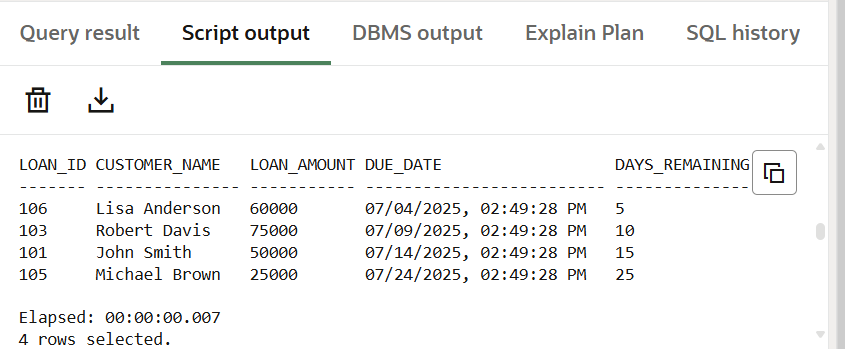 Query result Script output DBMS output Explain Plan SQL history
LOAN_ID CUSTOMER_NAME LOAN_AMOUNT DUE_DATE DAYS_REMAINING
------- --------------- ----------- ------------------------- --------------
106 Lisa Anderson 60000 07/04/2025, 02:49:28 PM 5
103 Robert Davis 75000 07/09/2025, 02:49:28 PM 10
101 John Smith 50000 07/14/2025, 02:49:28 PM 15
105 Michael Brown 25000 07/24/2025, 02:49:28 PM 25
Elapsed: 00:00:00.007
4 rows selected.